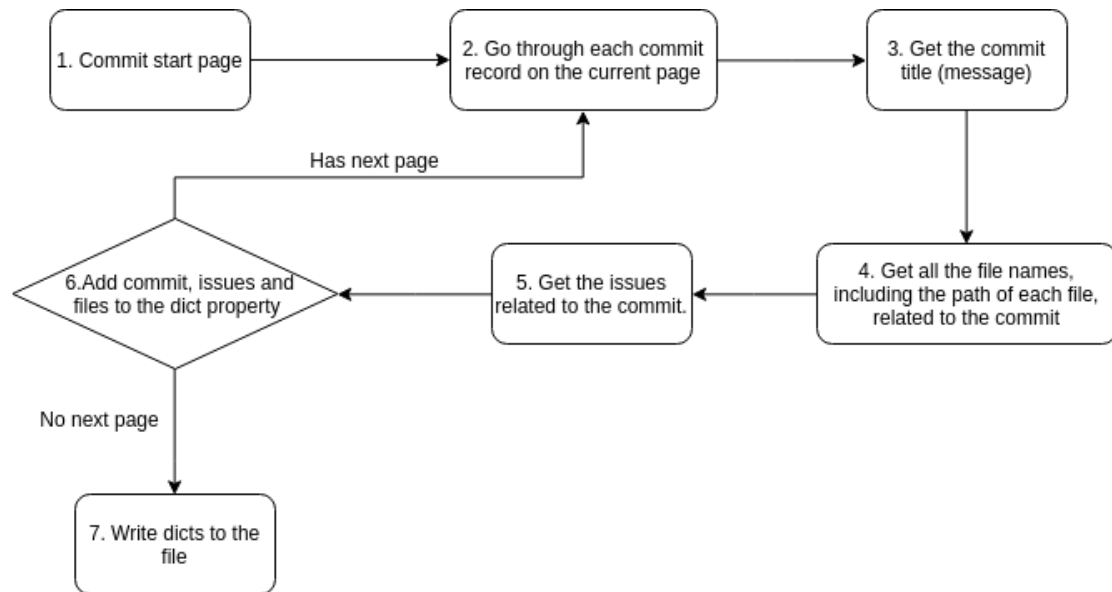 1. Commit start page
2. Go through each commit
record on the current page
3. Get the commit
title (message)
Has next page
4. Get all the file names,
including the path of each file,
related to the commit
5. Get the issues
related to the commit.
6.Add commit, issues and
files to the dict property
No next page
7. Write dicts to the
file